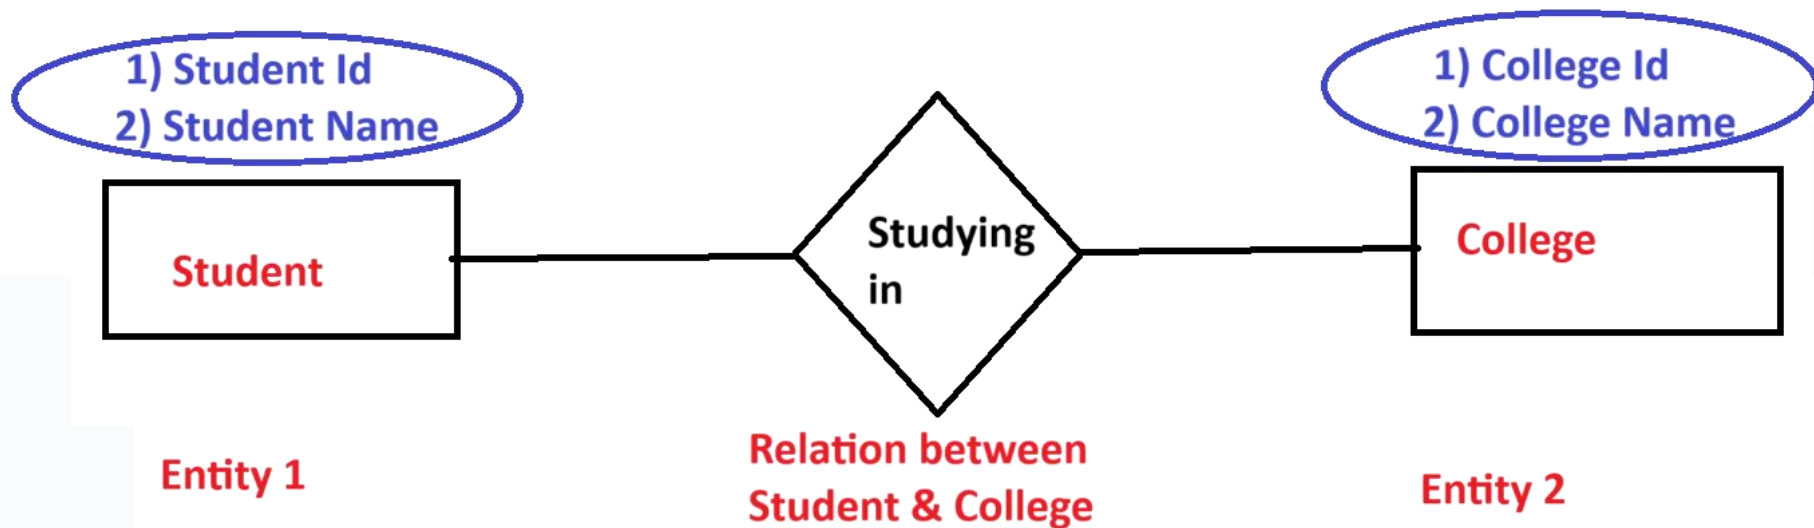 1) Student Id
2) Student Name
1) College Id
2) College Name
Student
Studying
in
College
Entity 1
Relation between
Student & College
Entity 2